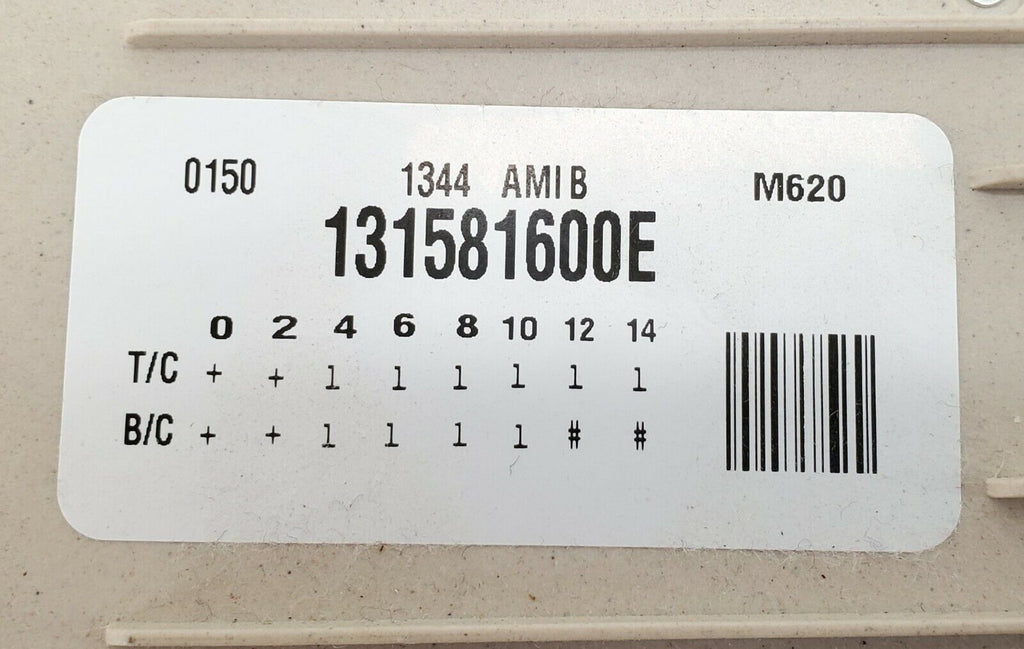 0150 1344 AMI B M620
131581600E
0 2 4 6 8 10 12 14
T/C + + 1 1 1 1 1 1
B/C + + 1 1 1 1 # #